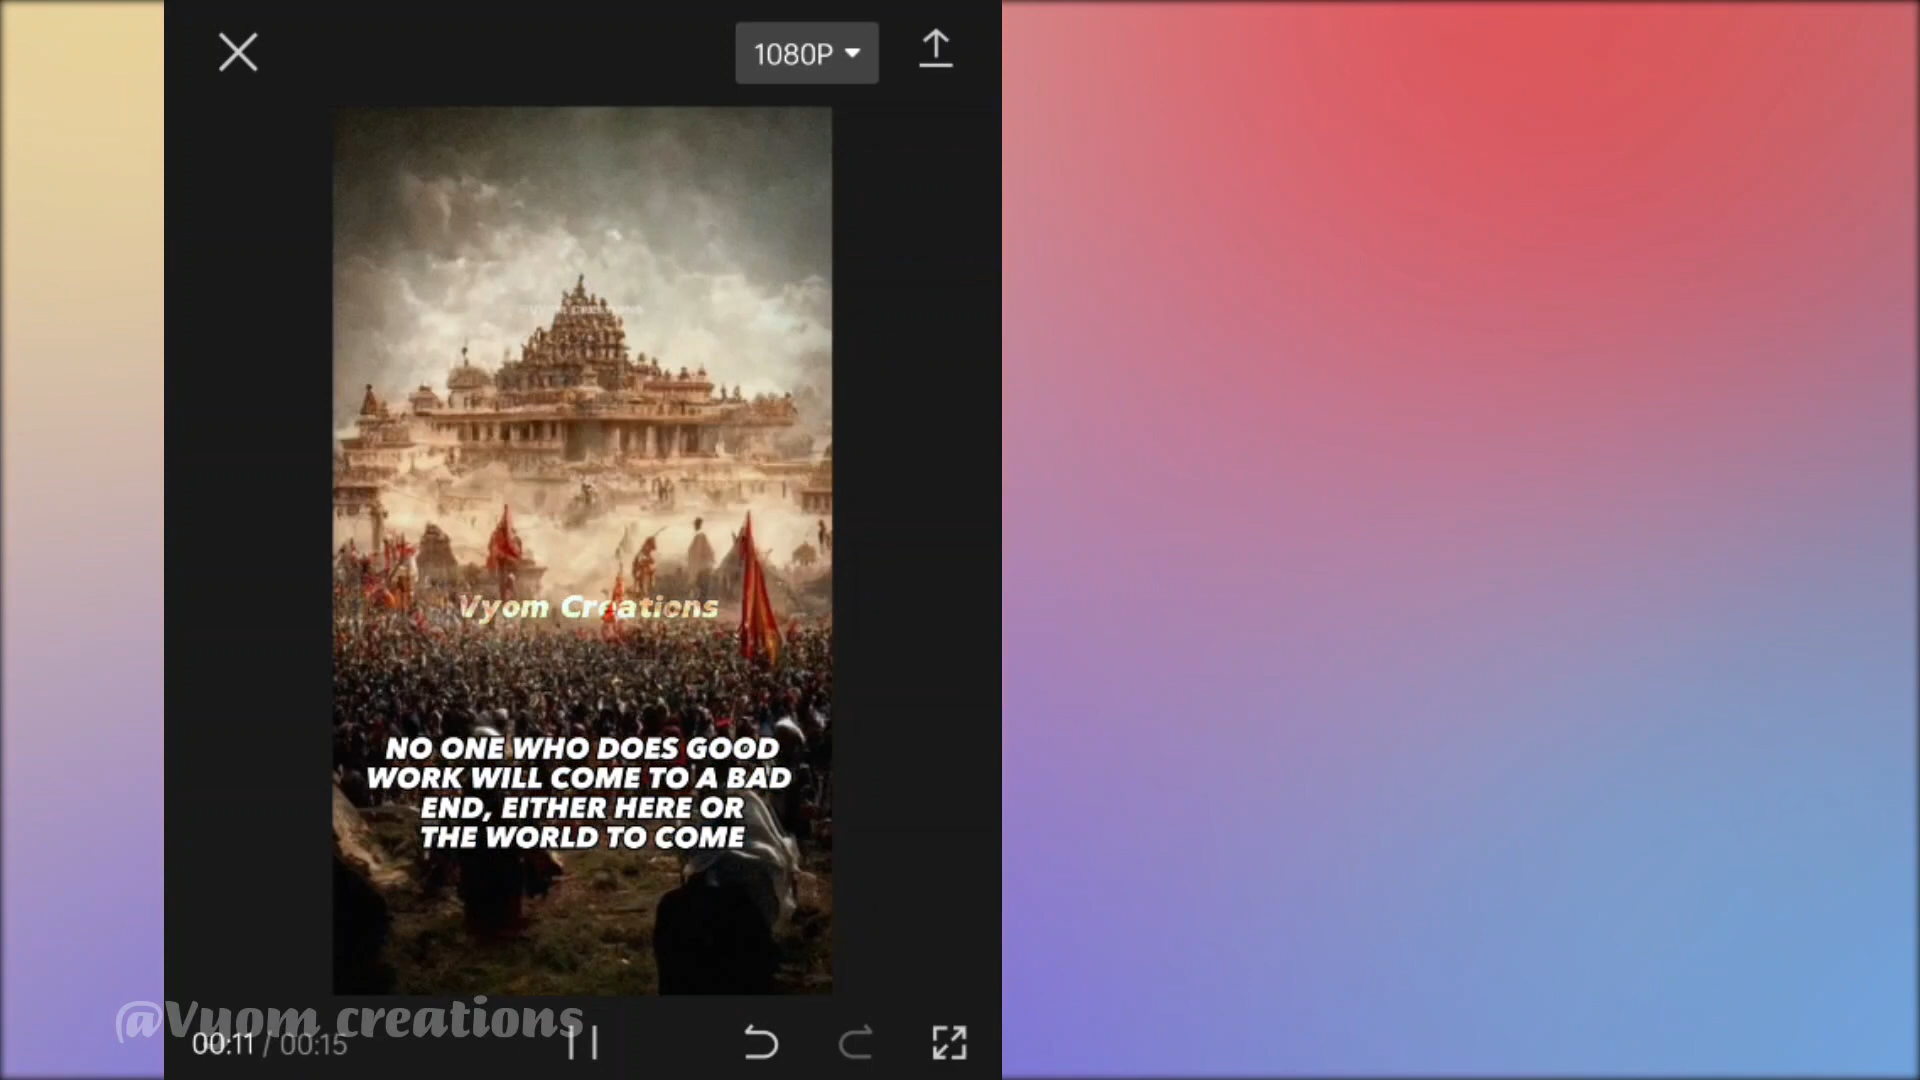 1080P
Vyom Creations
NO ONE WHO DOES GOOD
WORK WILL COME TO A BAD
END, EITHER HERE OR
THE WORLD TO COME
@Vyom creations
00:11 / 00:15